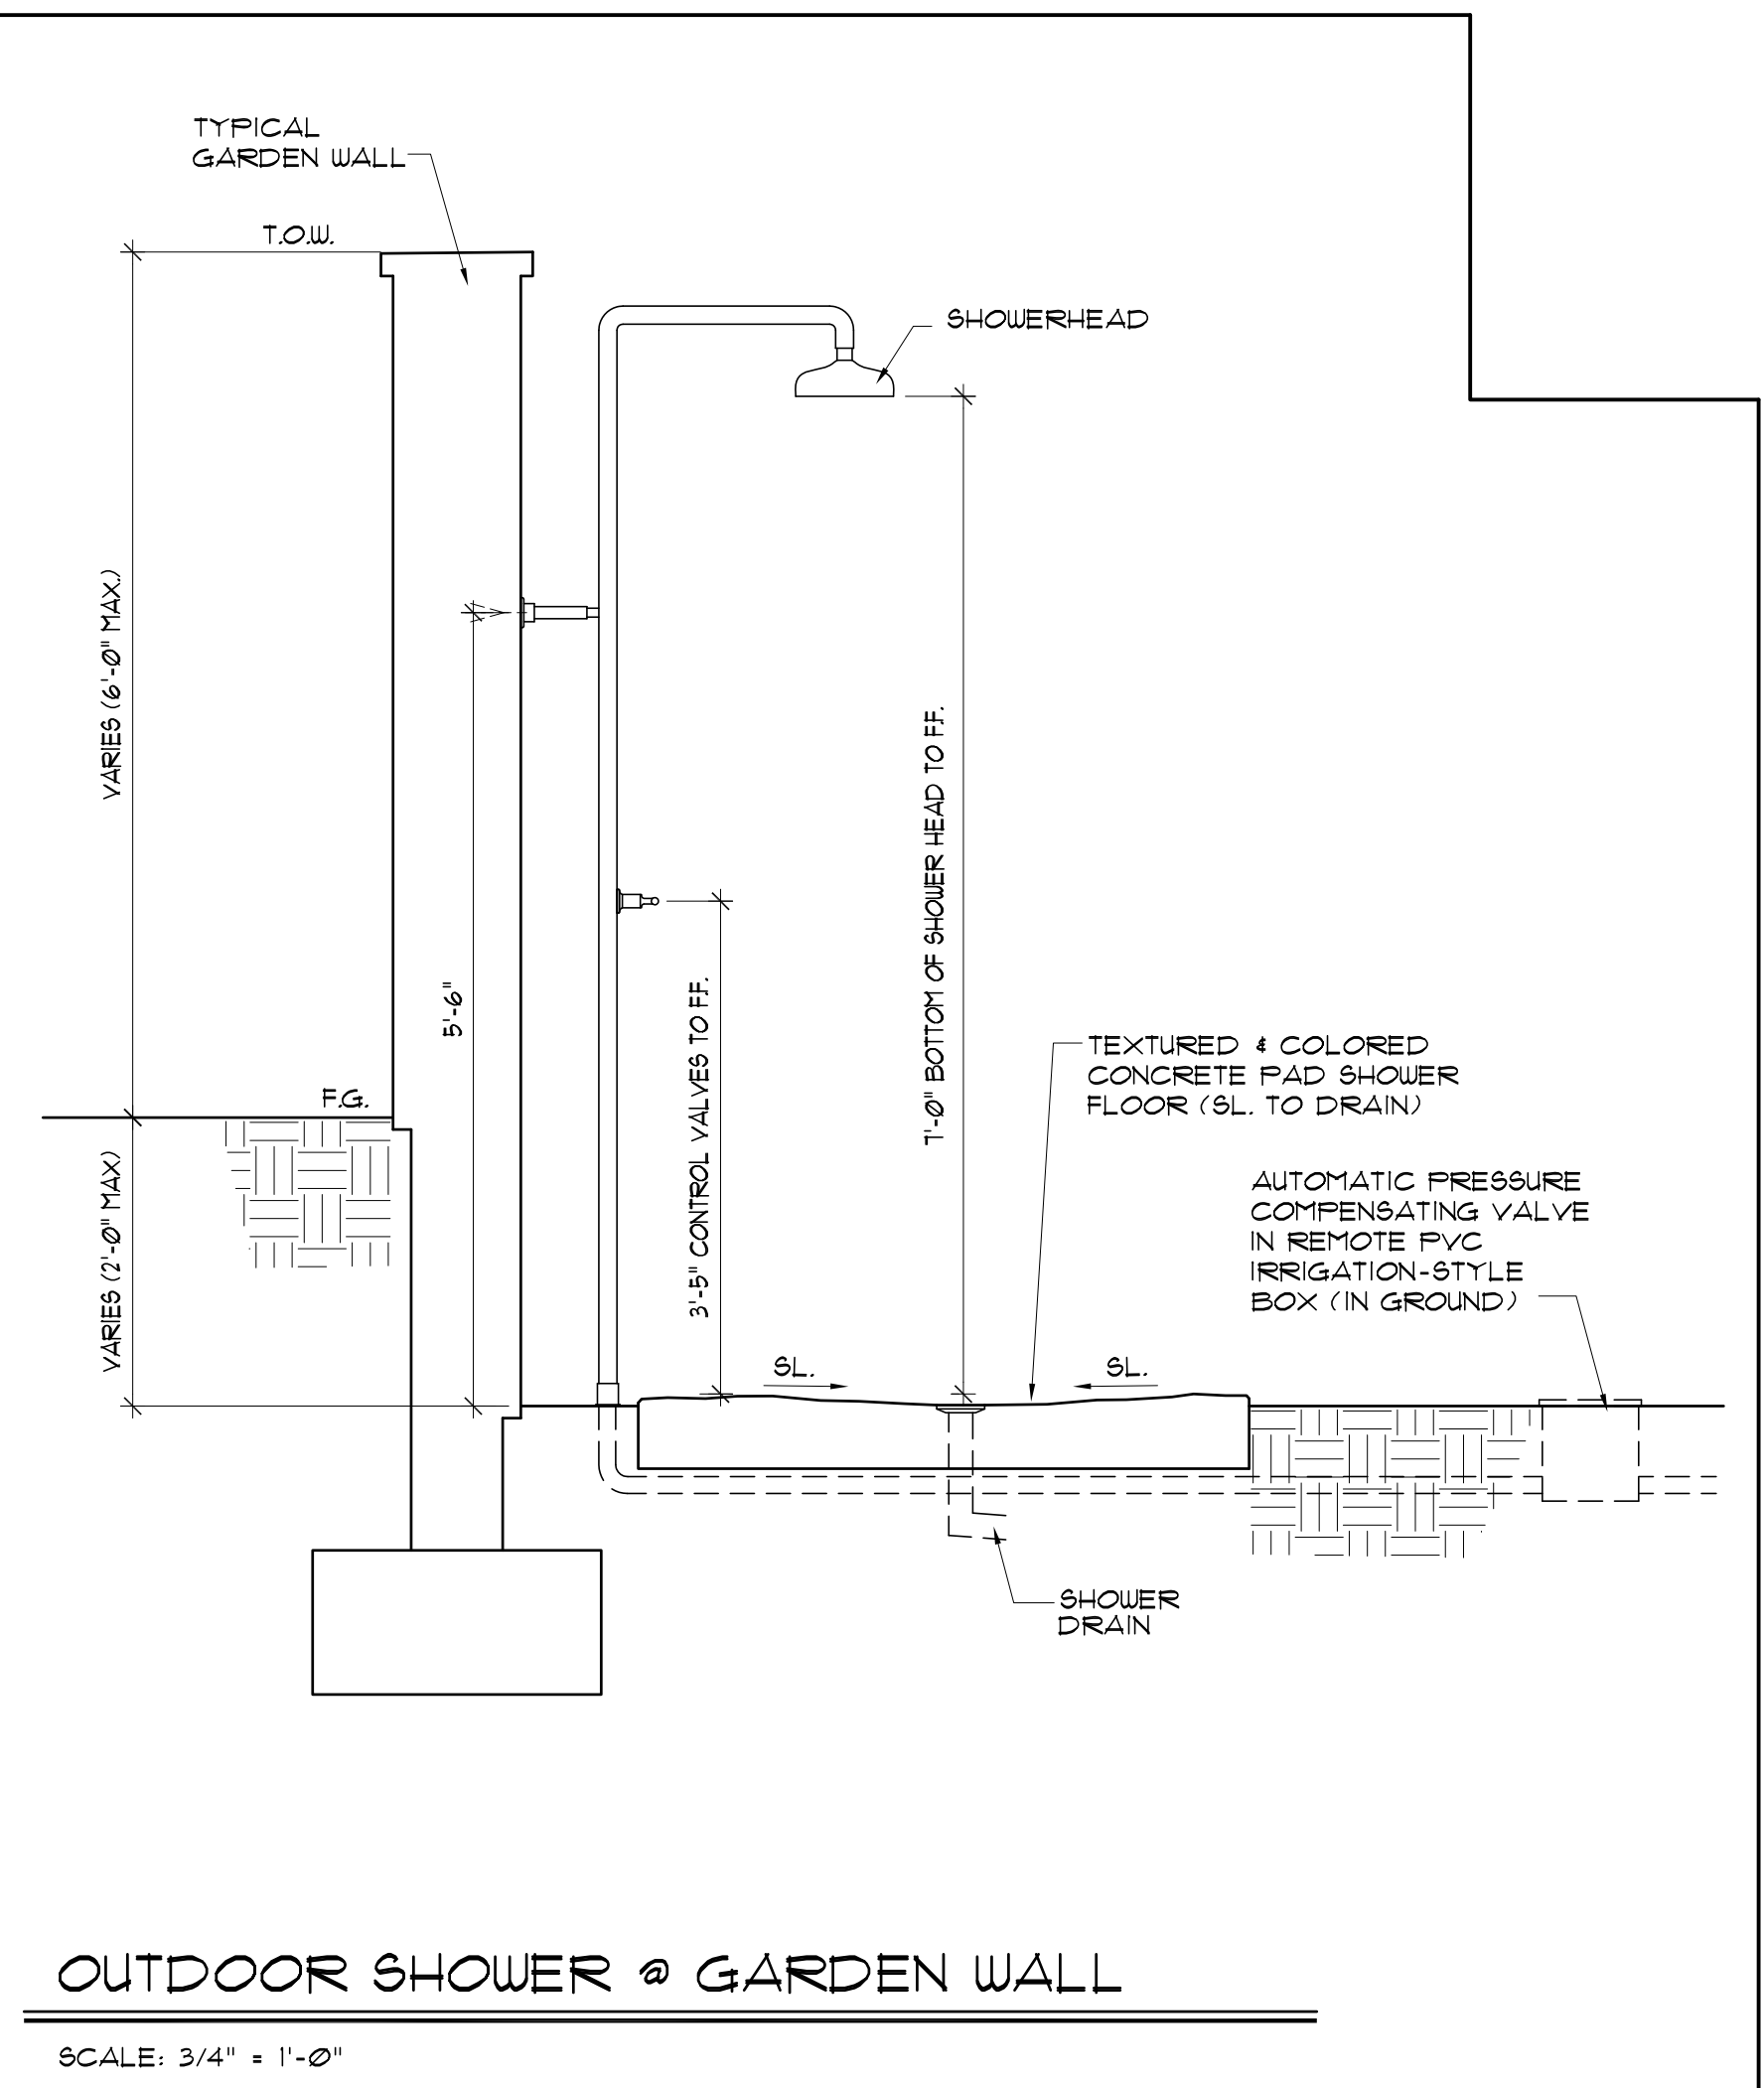 TYPICAL
GARDEN WALL
T.O.W.
SHOWERHEAD
VARIES (6'-0" MAX.)
5'-6"
7'-0" BOTTOM OF SHOWER HEAD TO F.F.
3'-5" CONTROL VALVES TO F.F.
F.G.
VARIES (2'-0" MAX)
TEXTURED & COLORED
CONCRETE PAD SHOWER
FLOOR (SL. TO DRAIN)
AUTOMATIC PRESSURE
COMPENSATING VALVE
IN REMOTE PVC
IRRIGATION-STYLE
BOX (IN GROUND)
SL.
SL.
SHOWER
DRAIN
OUTDOOR SHOWER @ GARDEN WALL
SCALE: 3/4" = 1'-0"